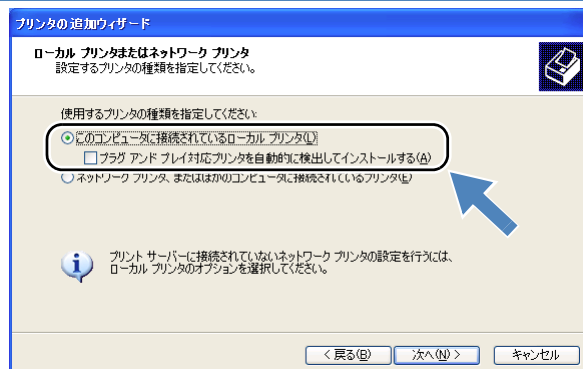 プリンタの追加ウィザード
ローカル プリンタまたはネットワーク プリンタ
設定するプリンタの種類を指定してください。
使用するプリンタの種類を指定してください:
このコンピュータに接続されているローカル プリンタ(L)
プラグ アンド プレイ対応プリンタを自動的に検出してインストールする(A)
ネットワーク プリンタ、またはほかのコンピュータに接続されているプリンタ(E)
プリント サーバーに接続されていないネットワーク プリンタの設定を行うには、
ローカル プリンタのオプションを選択してください。
< 戻る(B) 次へ(N) > キャンセル